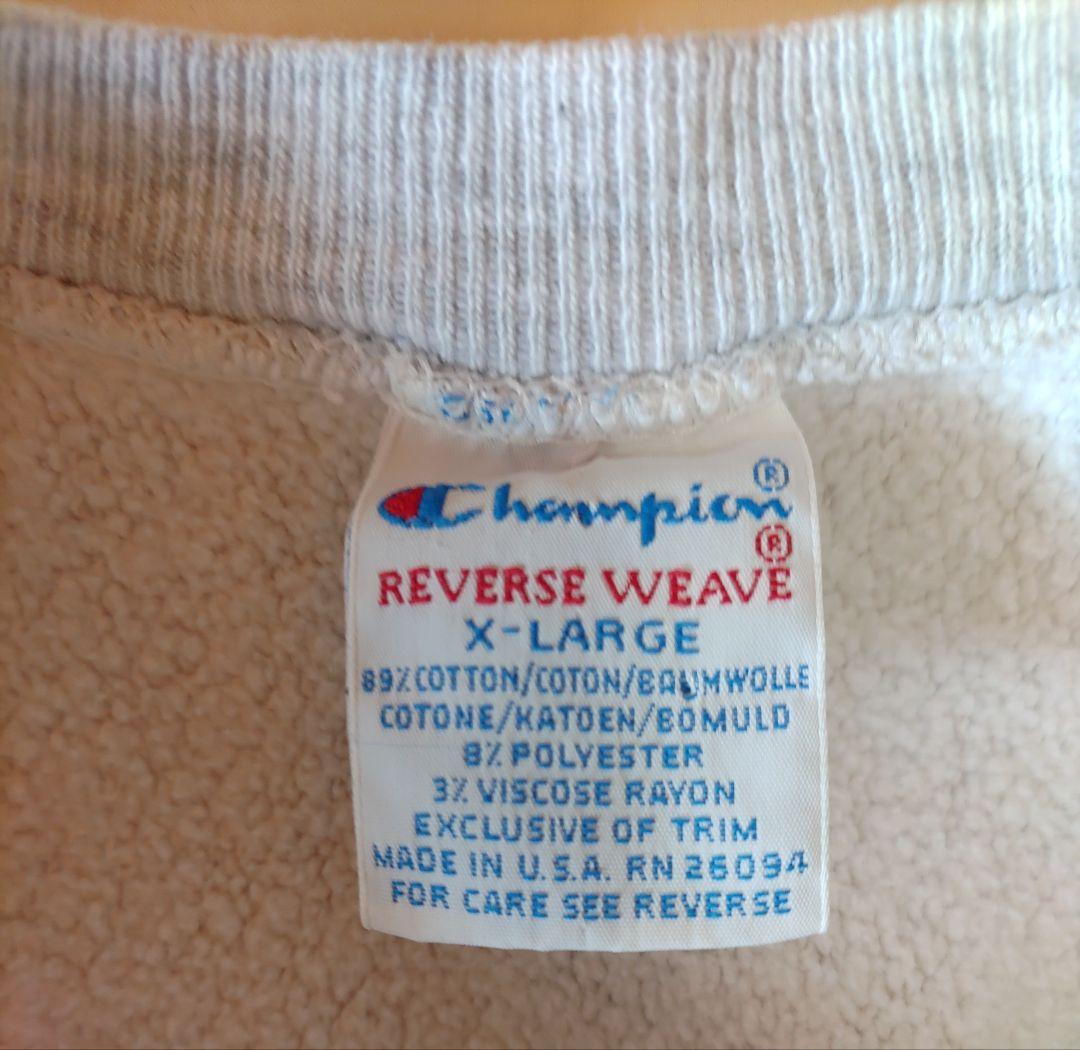 Champion®
REVERSE WEAVE®
X-LARGE
89% COTTON/COTON/BAUMWOLLE
COTONE/KATOEN/BOMULD
8% POLYESTER
3% VISCOSE RAYON
EXCLUSIVE OF TRIM
MADE IN U.S.A. RN 26094
FOR CARE SEE REVERSE